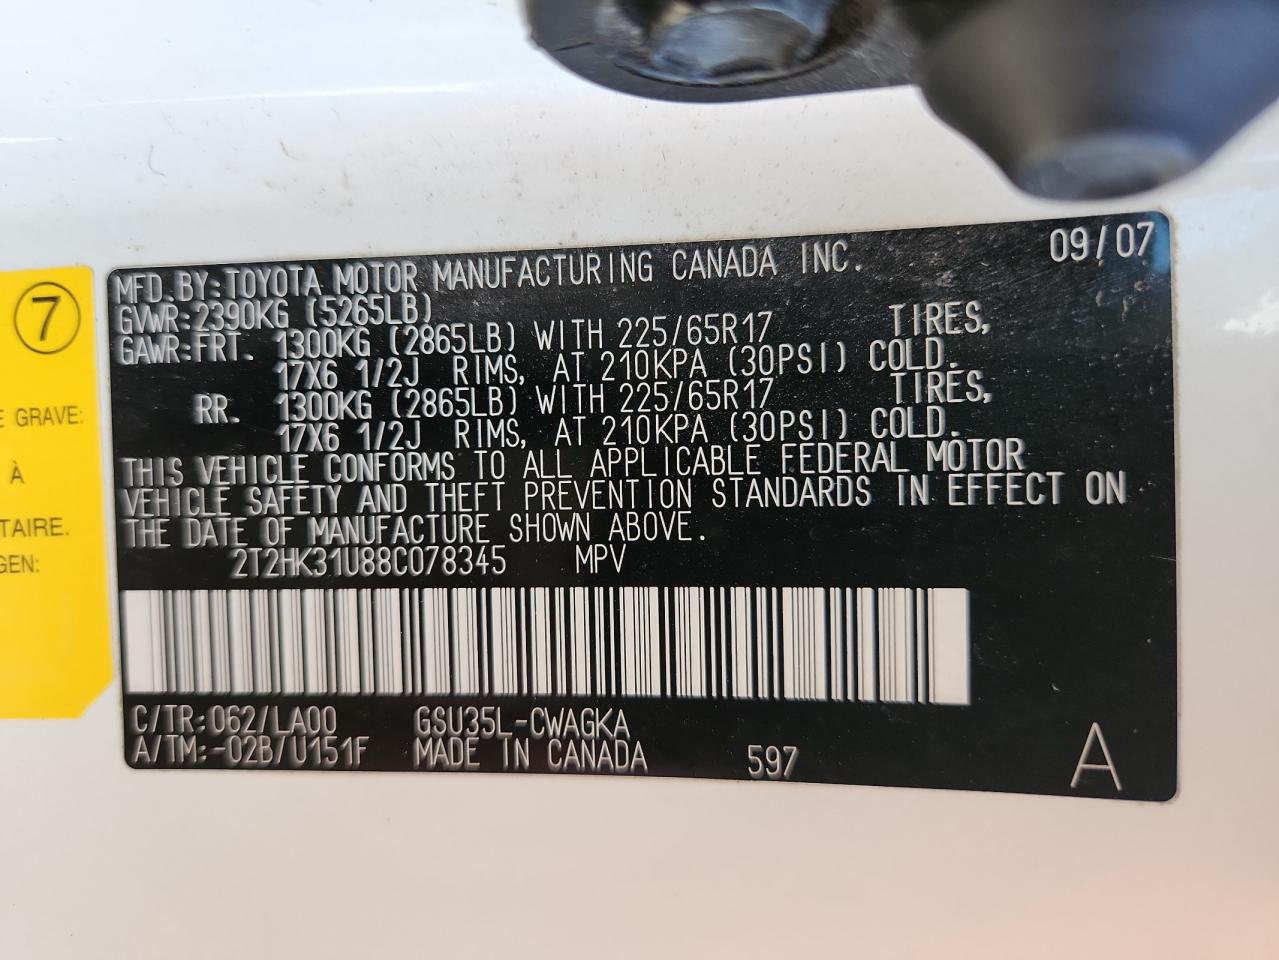 09/07
MFD.BY:TOYOTA MOTOR MANUFACTURING CANADA INC.
GVWR:2390KG (5265LB)
GAWR:FRT. 1300KG (2865LB) WITH 225/65R17 TIRES,
17X6 1/2J RIMS, AT 210KPA (30PSI) COLD.
RR. 1300KG (2865LB) WITH 225/65R17 TIRES,
17X6 1/2J RIMS, AT 210KPA (30PSI) COLD.
THIS VEHICLE CONFORMS TO ALL APPLICABLE FEDERAL MOTOR
VEHICLE SAFETY AND THEFT PREVENTION STANDARDS IN EFFECT ON
THE DATE OF MANUFACTURE SHOWN ABOVE.
2T2HK31U88C078345 MPV
C/TR:062/LA00 GSU35L-CWAGKA
A/TM:-02B/U151F MADE IN CANADA 597 A
7
E GRAVE:
À
TAIRE.
GEN: